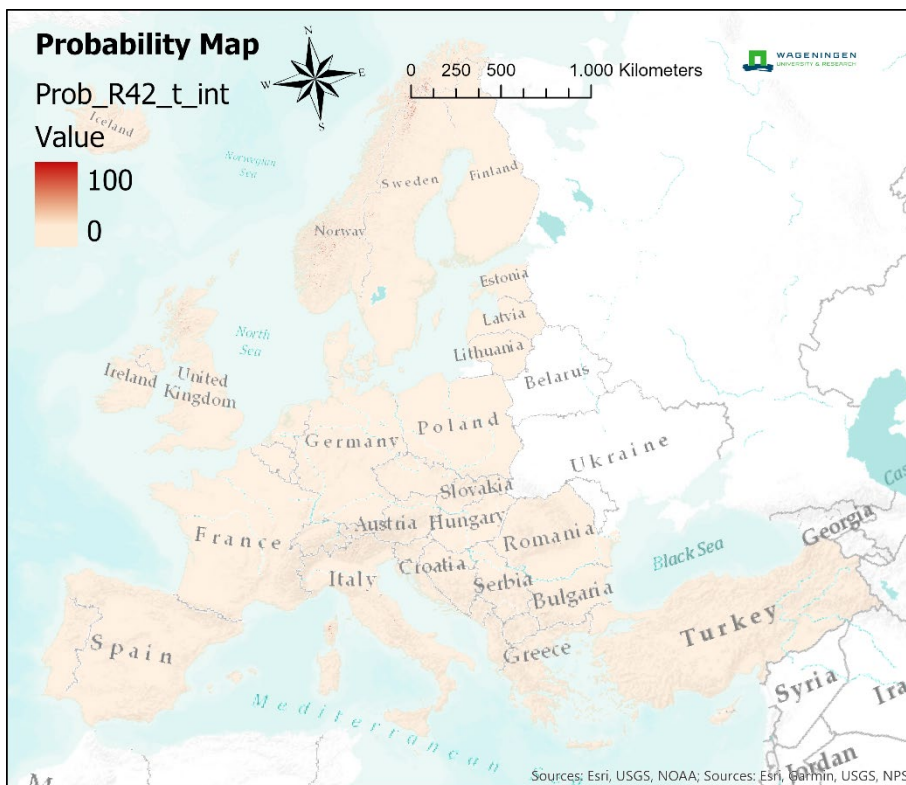 Probability Map
Prob_R42_t_int
Value
100
0
N
W
E
S
0 250 500 1.000 Kilometers
WAGENINGEN
UNIVERSITY & RESEARCH
Iceland
Norwegian
Sea
Sweden
Finland
Norway
Estonia
Latvia
Lithuania
North
Sea
Ireland
United
Kingdom
Belarus
Germany
Poland
Ukraine
Slovakia
Austria
Hungary
France
Romania
Croatia
Italy
Serbia
Bulgaria
Black Sea
Georgia
Cas
Spain
Greece
Turkey
Syria
Ira
Mediterranean S
Jordan
M
Sources: Esri, USGS, NOAA; Sources: Esri, Garmin, USGS, NPS